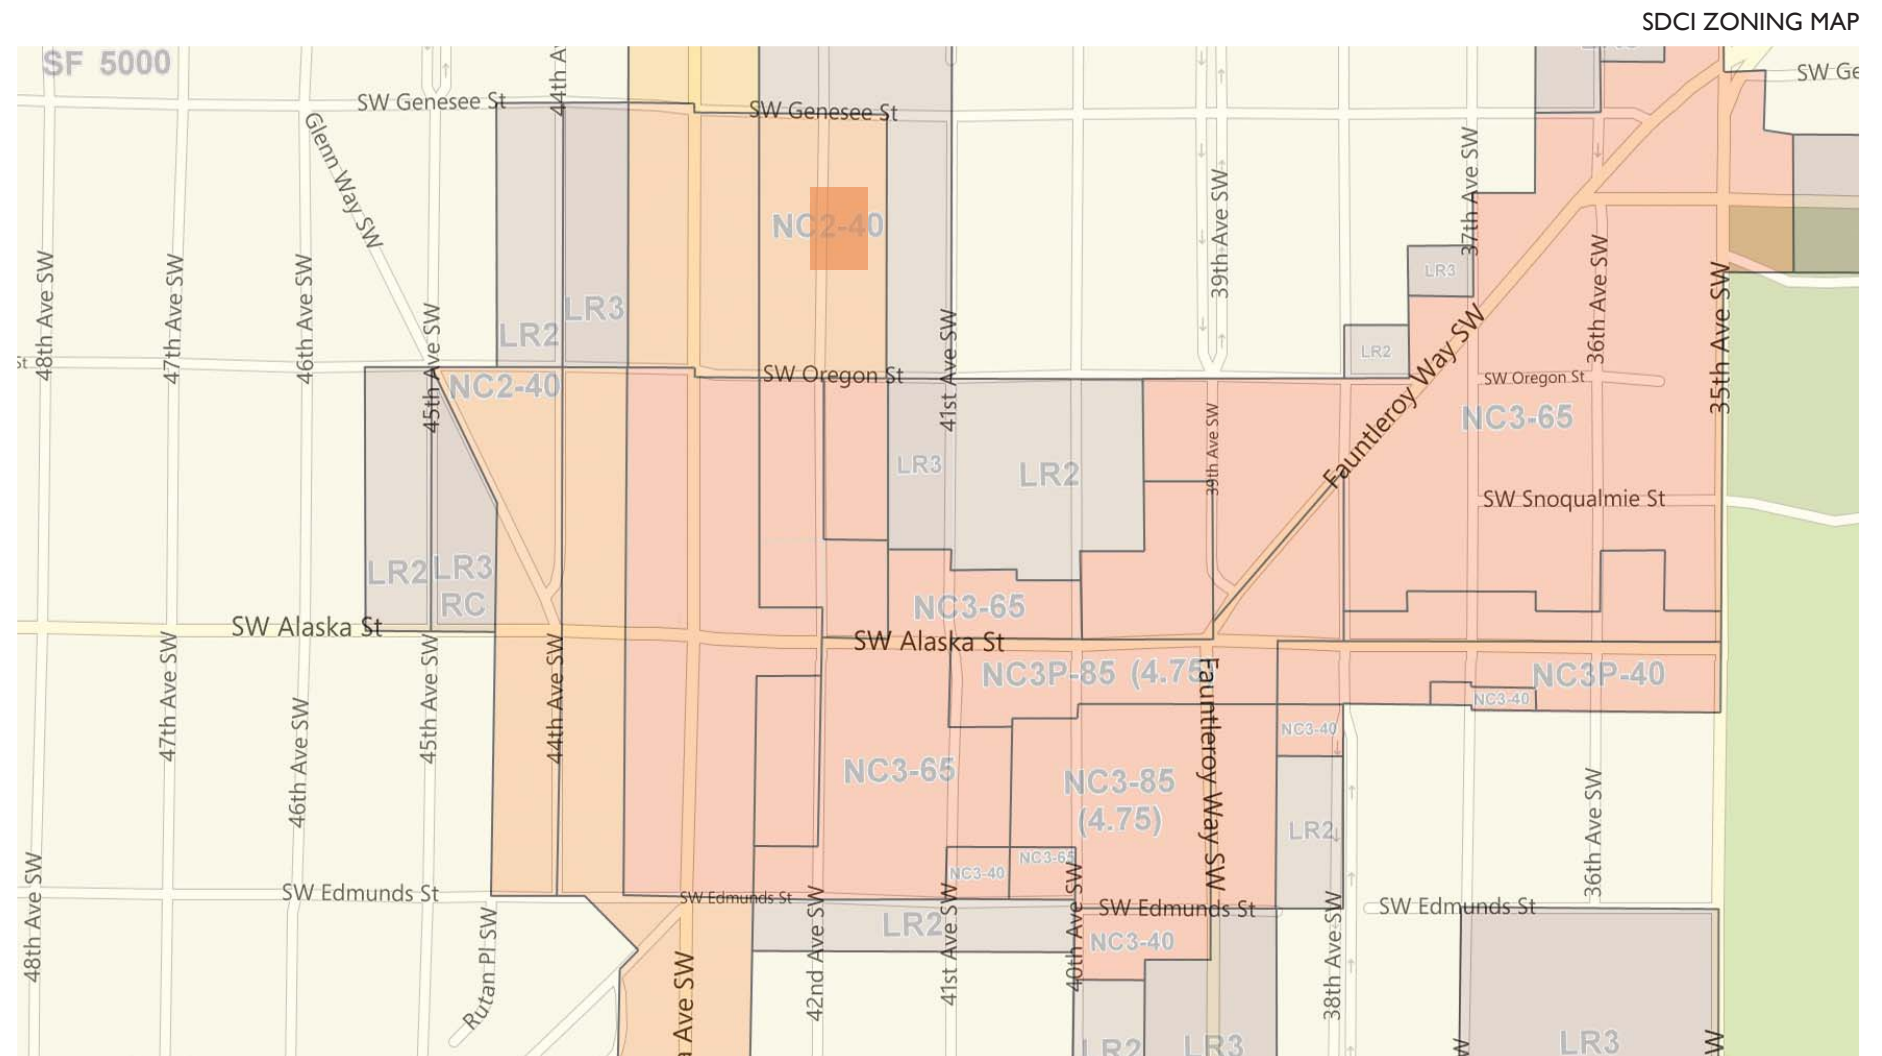 SDCI ZONING MAP
SF 5000
SW Genesee St
44th A
SW Genesee St
SW Ge
Glenn Way SW
37th Ave SW
39th Ave SW
NC2-40
48th Ave SW
47th Ave SW
46th Ave SW
45th Ave SW
LR2
LR3
41st Ave SW
LR3
LR2
36th Ave SW
35th Ave SW
Fauntleroy Way SW
St
SW Oregon St
SW Oregon St
NC2-40
NC3-65
39th Ave SW
LR3
LR2
SW Snoqualmie St
LR2
LR3
RC
NC3-65
SW Alaska St
SW Alaska St
NC3P-85 (4.75
NC3P-40
NC3-40
47th Ave SW
46th Ave SW
45th Ave SW
44th Ave SW
Fauntleroy Way SW
NC3-40
NC3-65
NC3-85
(4.75)
LR2
36th Ave SW
NC3-65
NC3-40
48th Ave SW
SW Edmunds St
SW Edmunds St
SW Edmunds St
SW Edmunds St
Rutan Pl SW
a Ave SW
42nd Ave SW
LR2
41st Ave SW
40th Ave SW
NC3-40
38th Ave SW
LR2
LR3
LR3
W
W